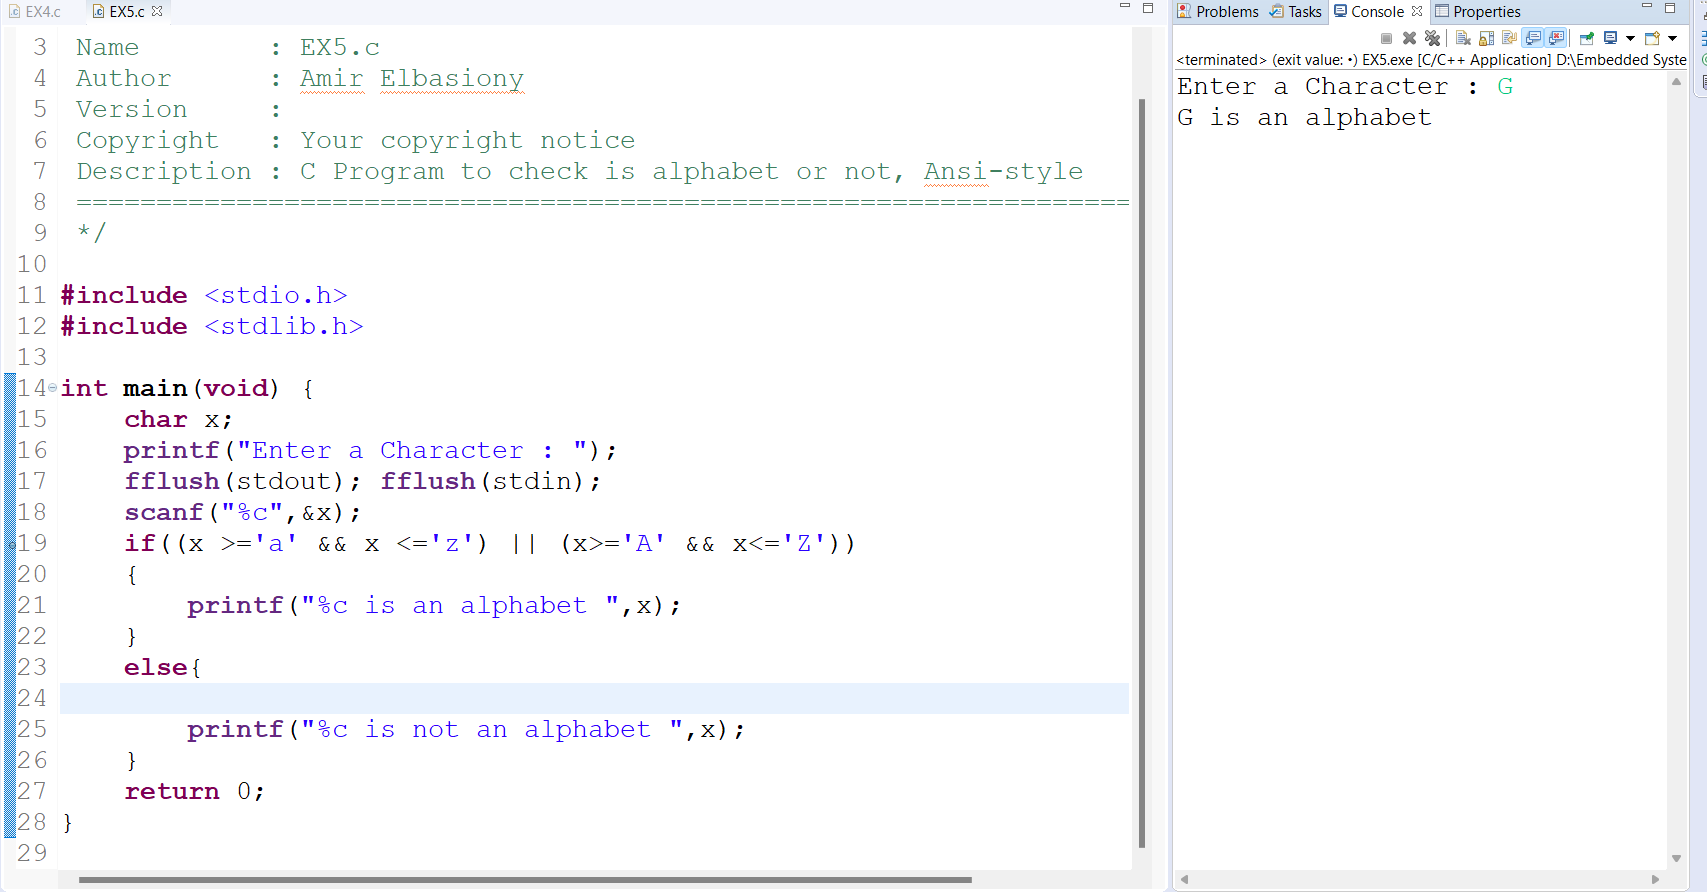 EX4.c
EX5.c
3 Name        : EX5.c
4 Author      : Amir Elbasiony
5 Version     :
6 Copyright   : Your copyright notice
7 Description : C Program to check is alphabet or not, Ansi-style
8 ==================================================================
9 */
10
11 #include <stdio.h>
12 #include <stdlib.h>
13
14 int main(void) {
15     char x;
16     printf("Enter a Character : ");
17     fflush(stdout); fflush(stdin);
18     scanf("%c",&x);
19     if((x >='a' && x <='z') || (x>='A' && x<='Z'))
20     {
21         printf("%c is an alphabet ",x);
22     }
23     else{
24
25         printf("%c is not an alphabet ",x);
26     }
27     return 0;
28 }
29
Problems Tasks Console Properties
<terminated> (exit value: •) EX5.exe [C/C++ Application] D:\Embedded Syste
Enter a Character : G
G is an alphabet